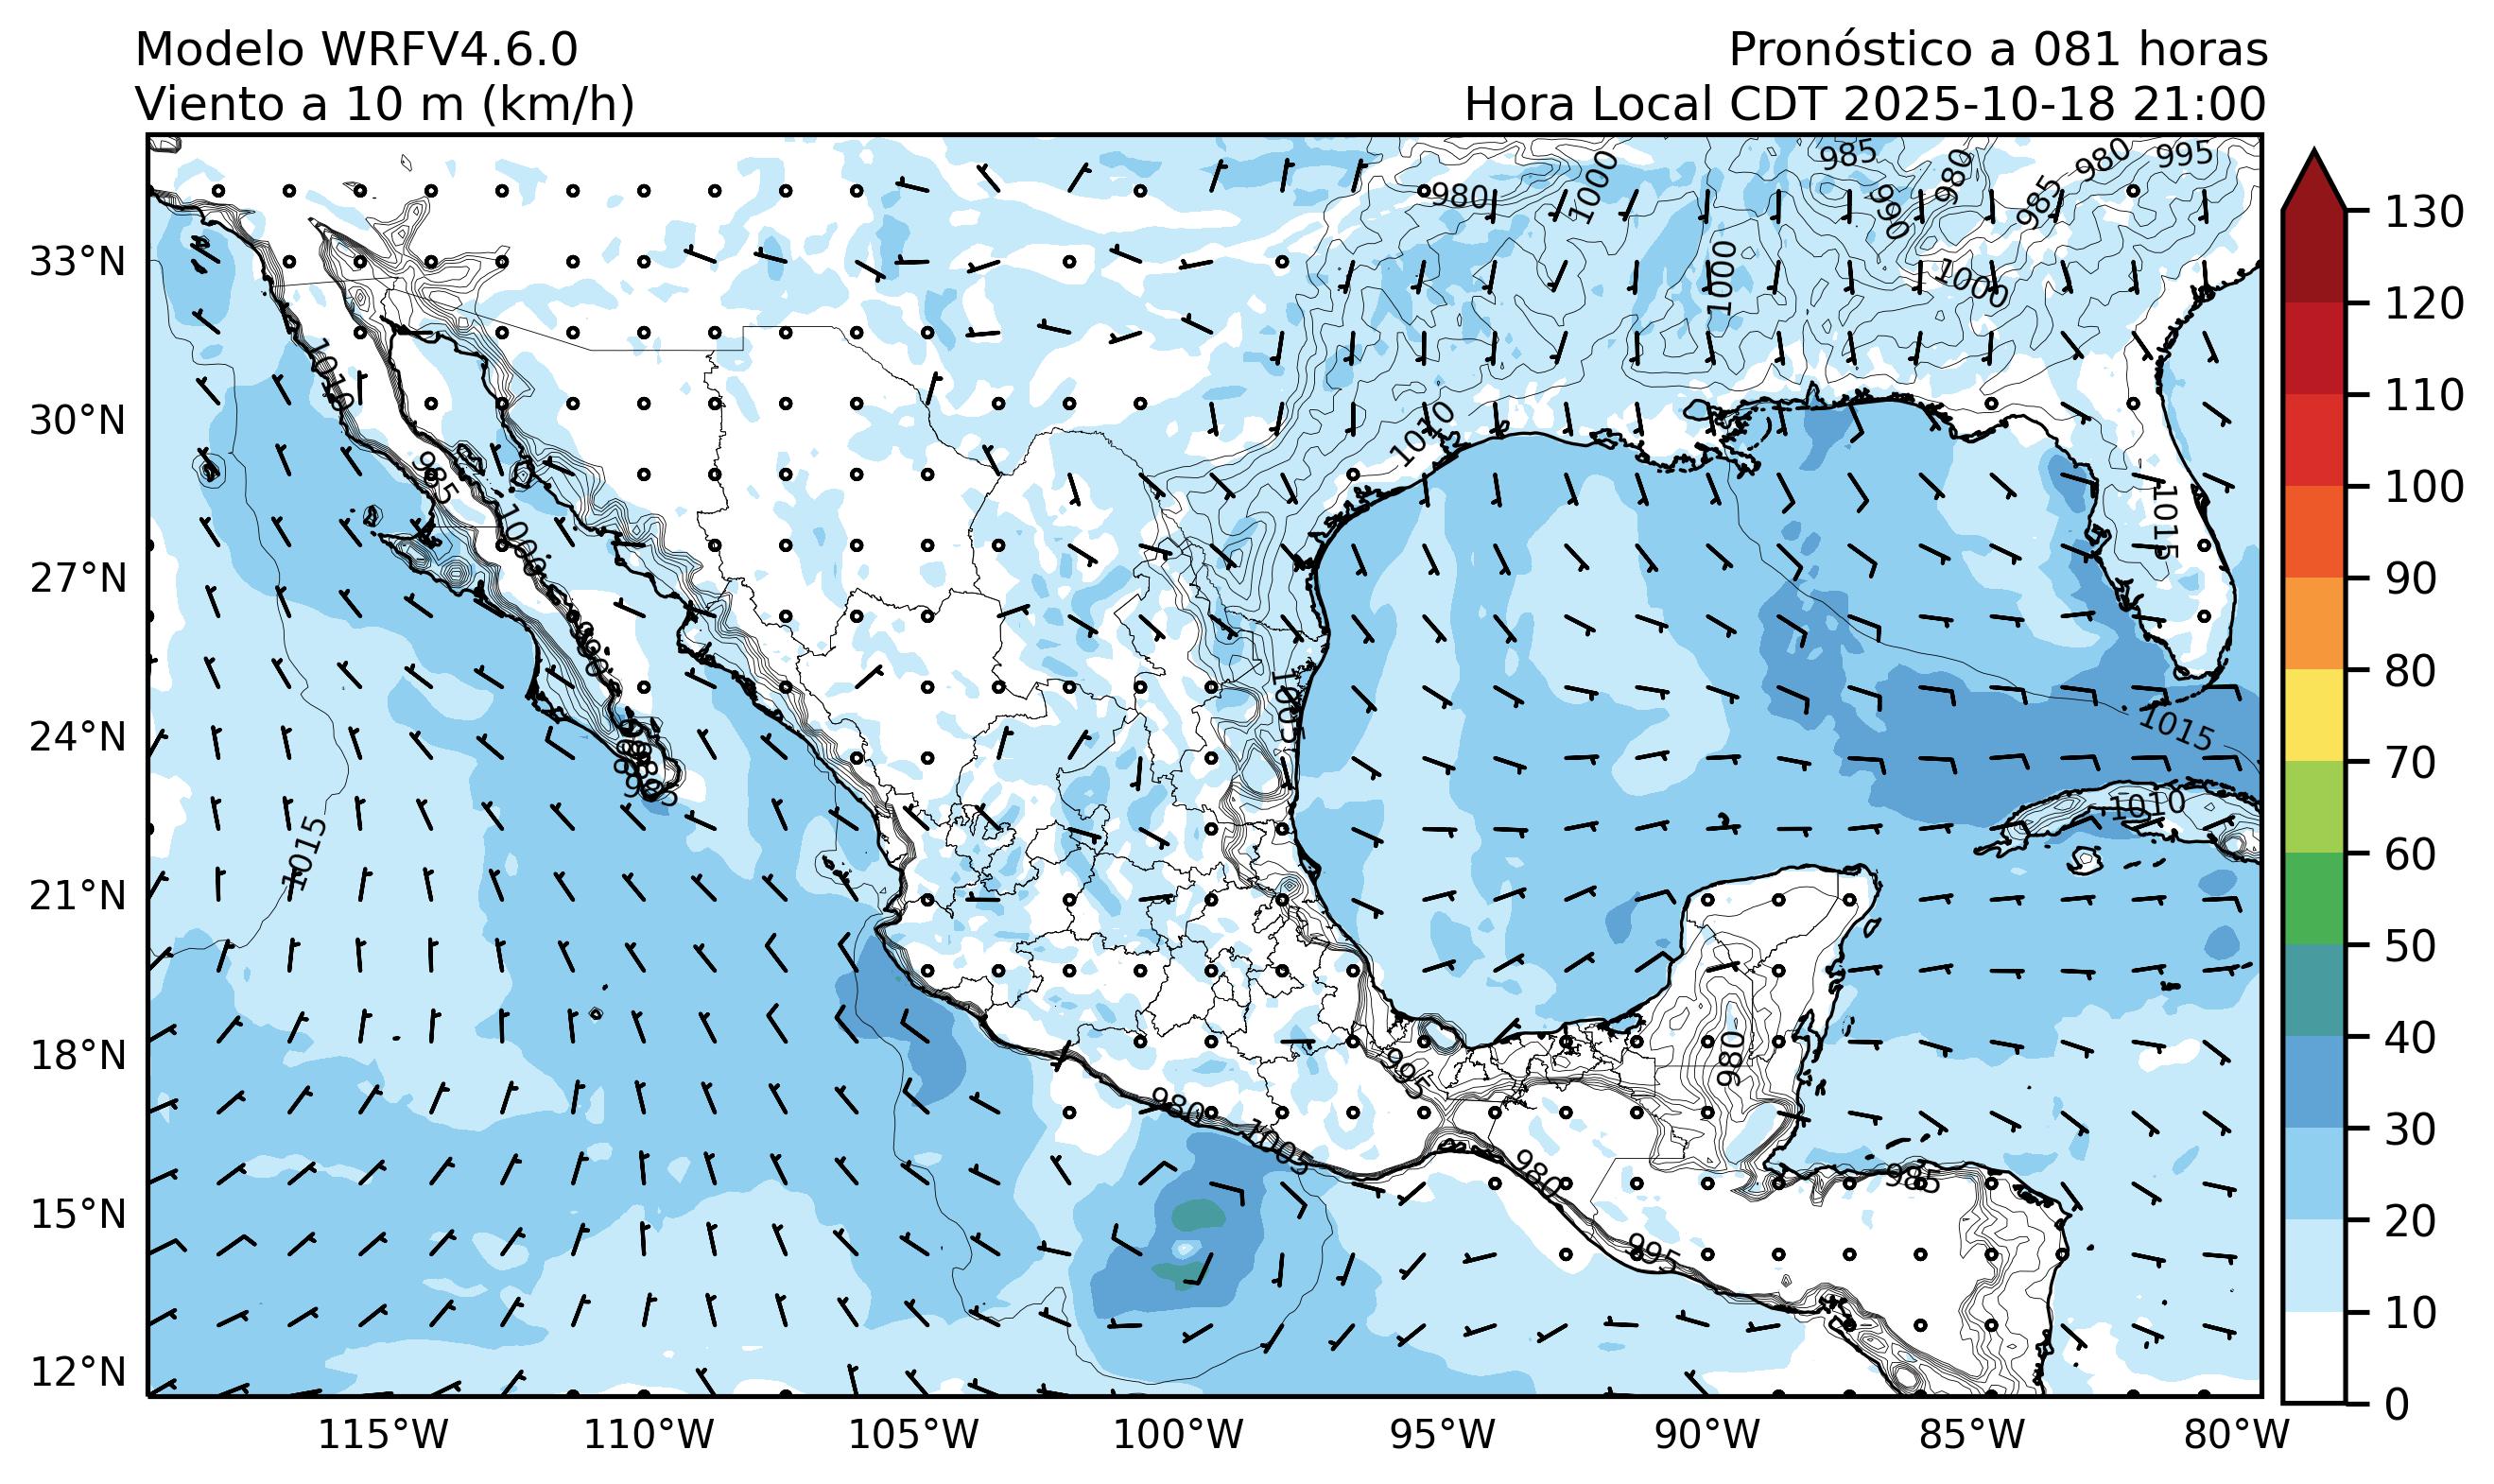 Modelo WRFV4.6.0
Pronóstico a 081 horas
Viento a 10 m (km/h)
Hora Local CDT 2025-10-18 21:00
985
980
980
995
980
1000
990
985
1000
1000
1010
1010
985
1015
1000
990
1005
1015
985
1010
1015
980
995
980
1005
980
985
995
33°N
30°N
27°N
24°N
21°N
18°N
15°N
12°N
115°W
110°W
105°W
100°W
95°W
90°W
85°W
80°W
130
120
110
100
90
80
70
60
50
40
30
20
10
0